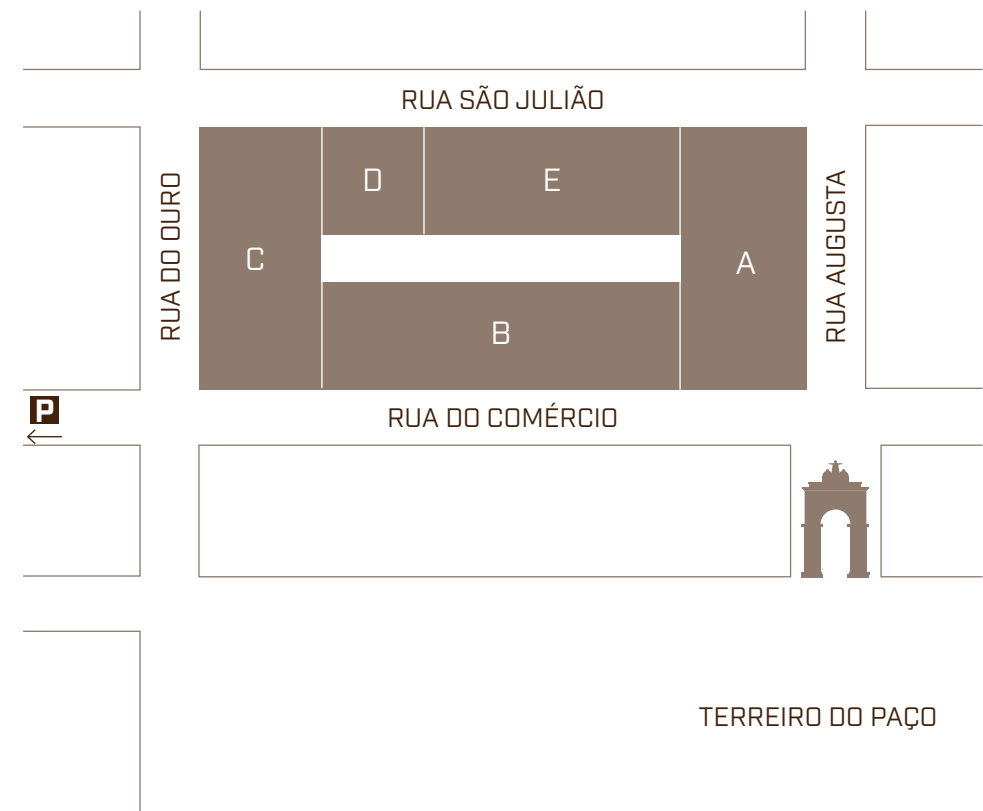 RUA SÃO JULIÃO
RUA DO OURO
D
E
C
A
RUA AUGUSTA
B
P
RUA DO COMÉRCIO
TERREIRO DO PAÇO